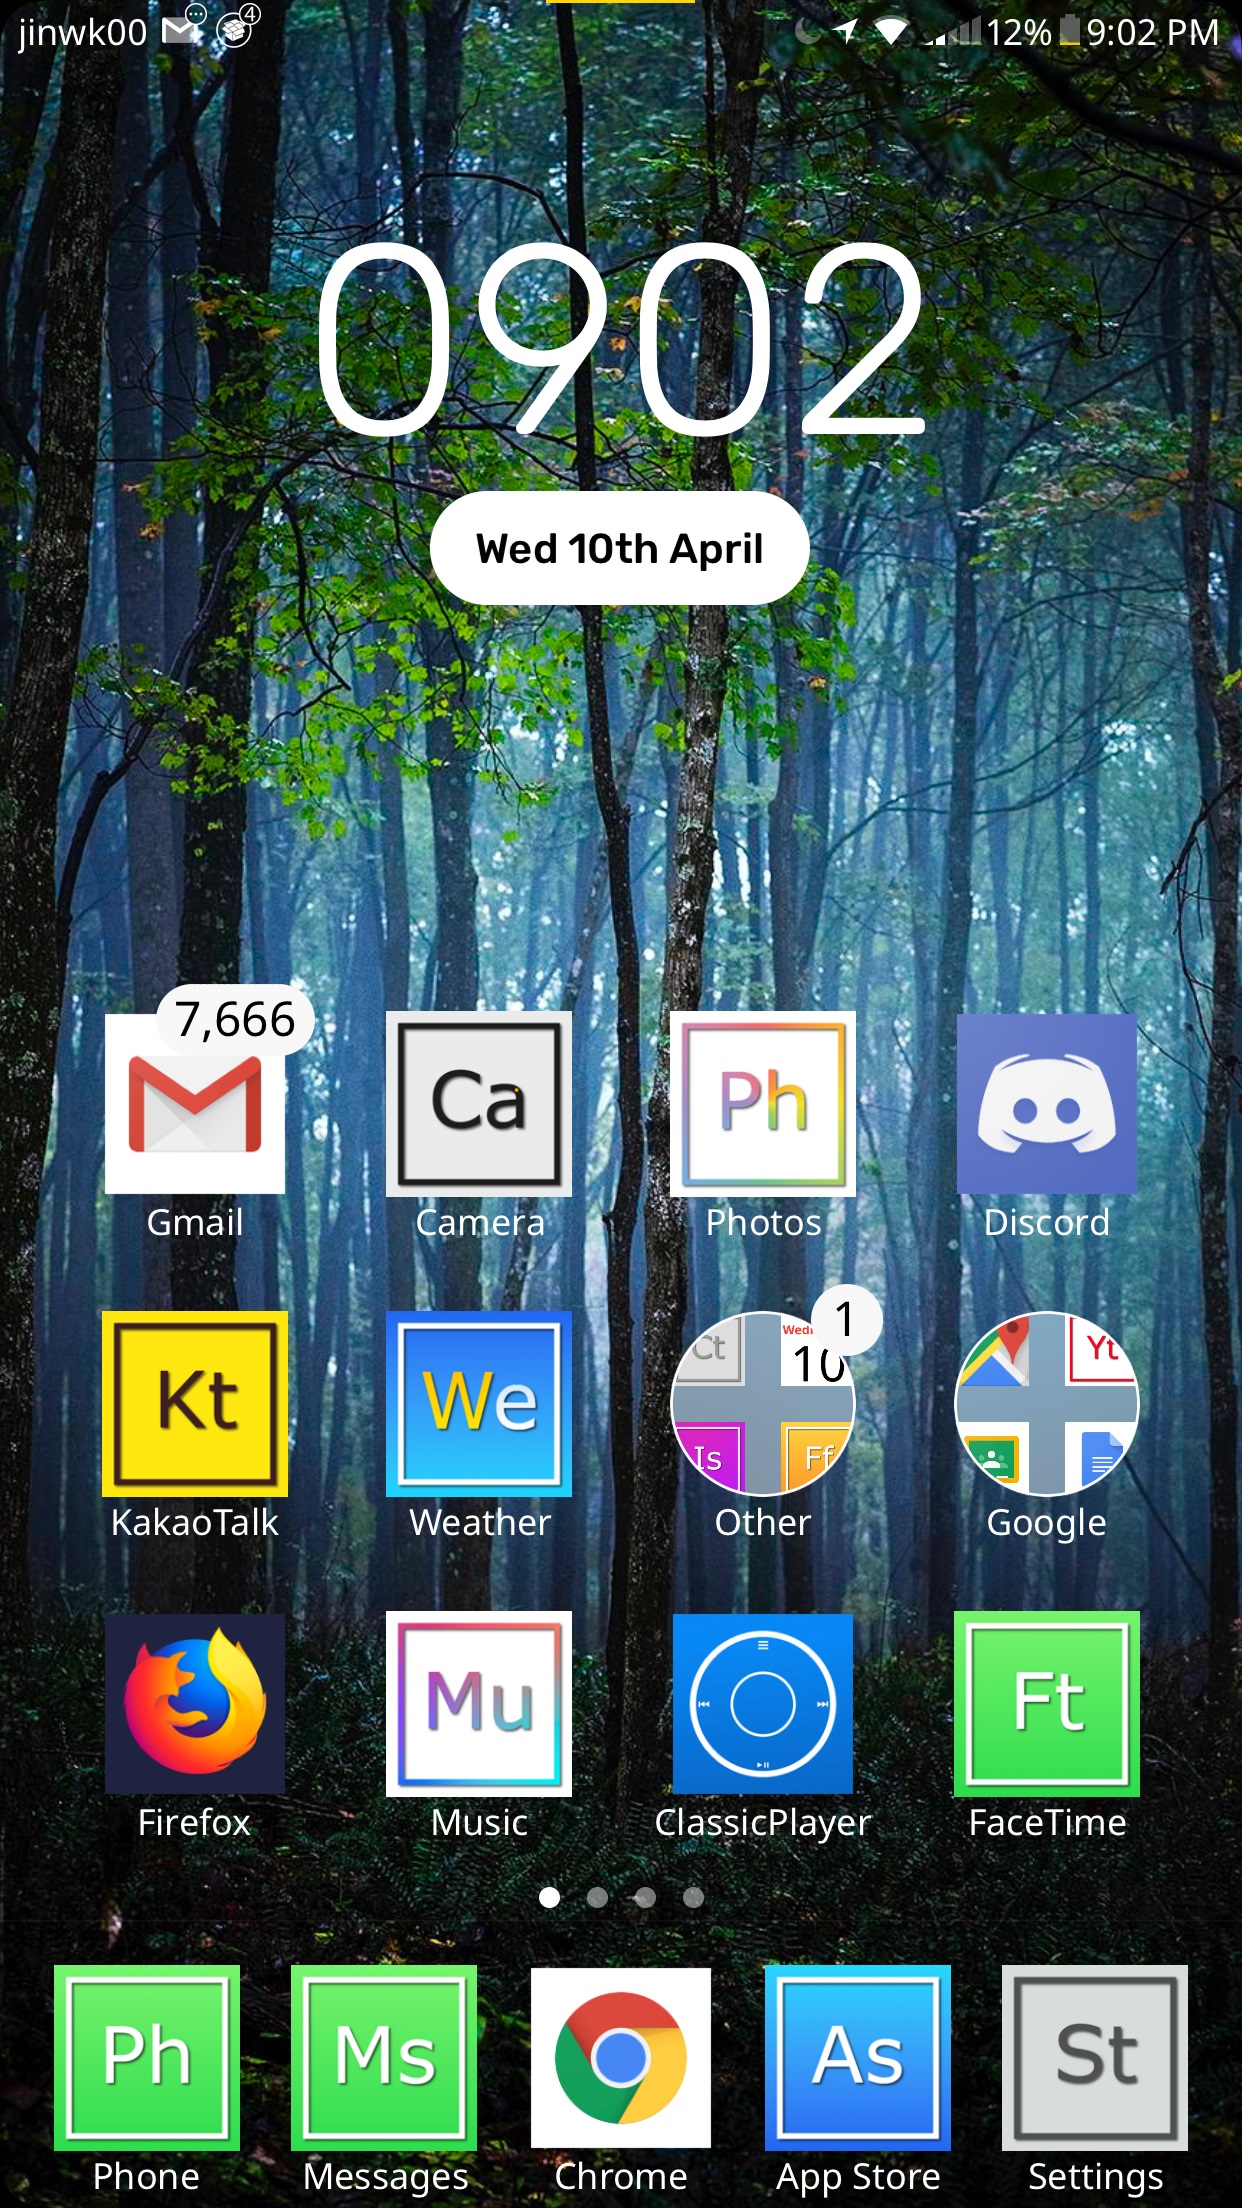 jinwk00
4
12%
9:02 PM
0902
Wed 10th April
7,666
Ca
Ph
Gmail
Camera
Photos
Discord
Kt
We
Ct
10
1
Is
Ff
Yt
KakaoTalk
Weather
Other
Google
Mu
Ft
Firefox
Music
ClassicPlayer
FaceTime
Ph
Ms
As
St
Phone
Messages
Chrome
App Store
Settings